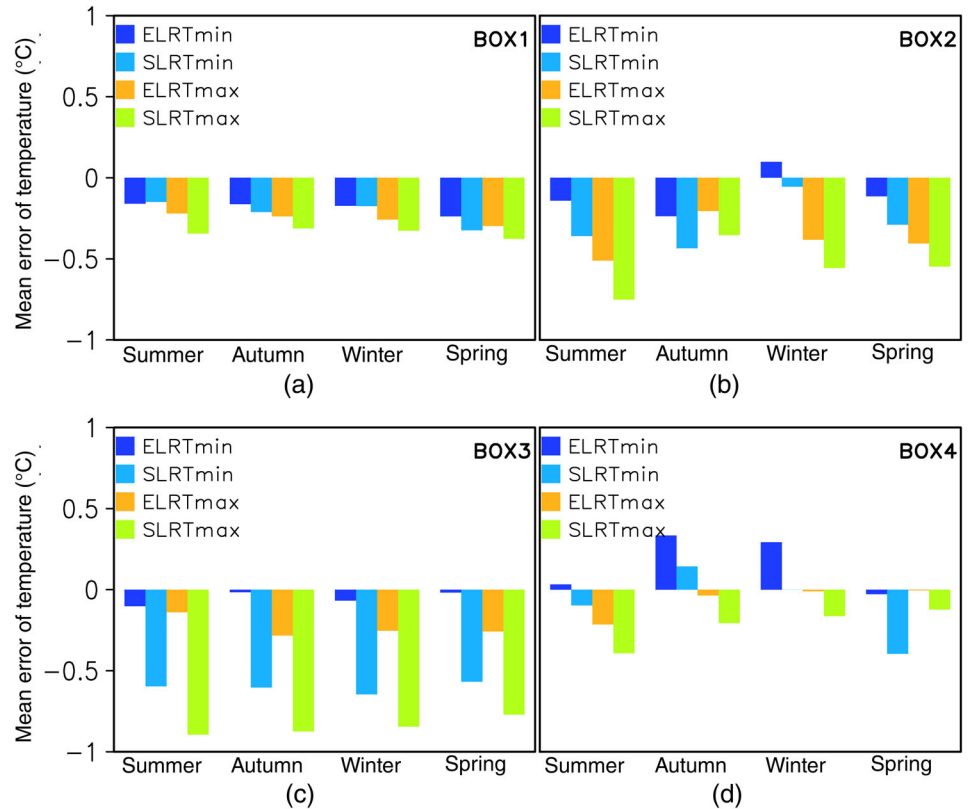 Mean error of temperature (°C)
1
0.5
0
−0.5
−1
ELRTmin
SLRTmin
ELRTmax
SLRTmax
BOX1
Summer Autumn Winter Spring
(a)
ELRTmin
SLRTmin
ELRTmax
SLRTmax
BOX2
Summer Autumn Winter Spring
(b)
Mean error of temperature (°C)
1
0.5
0
−0.5
−1
ELRTmin
SLRTmin
ELRTmax
SLRTmax
BOX3
Summer Autumn Winter Spring
(c)
ELRTmin
SLRTmin
ELRTmax
SLRTmax
BOX4
Summer Autumn Winter Spring
(d)